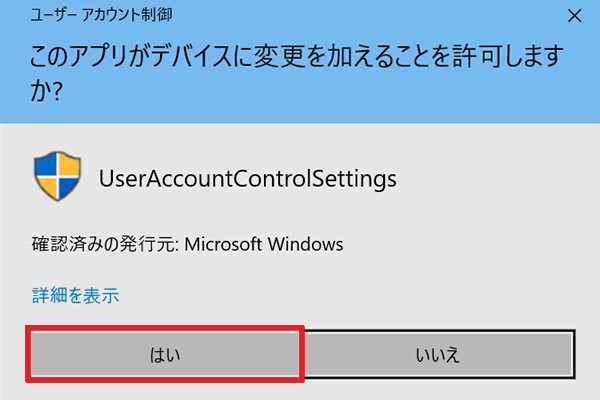 ユーザー アカウント制御
このアプリがデバイスに変更を加えることを許可します
か?
UserAccountControlSettings
確認済みの発行元: Microsoft Windows
詳細を表示
はい
いいえ